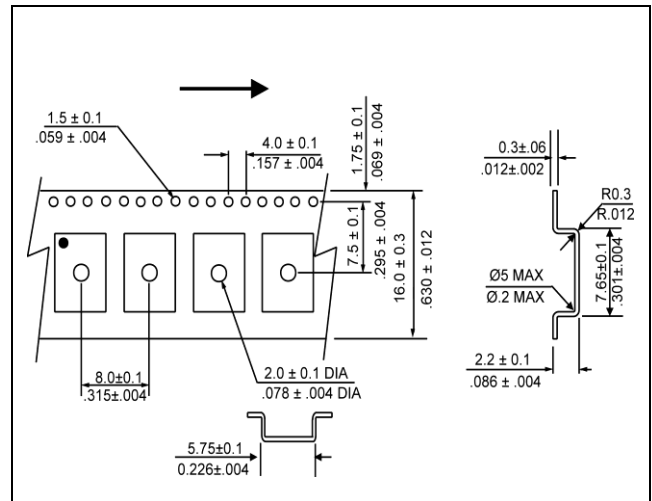 1.5 ± 0.1
.059 ± .004
4.0 ± 0.1
.157 ± .004
1.75 ± 0.1
.069 ± .004
0.3±.06
.012±.002
R0.3
R.012
7.5 ± 0.1
.295 ± .004
16.0 ± 0.3
.630 ± .012
Ø5 MAX
Ø.2 MAX
7.65±0.1
.301±.004
8.0±0.1
.315±.004
2.0 ± 0.1 DIA
.078 ± .004 DIA
2.2 ± 0.1
.086 ± .004
5.75±0.1
0.226±.004